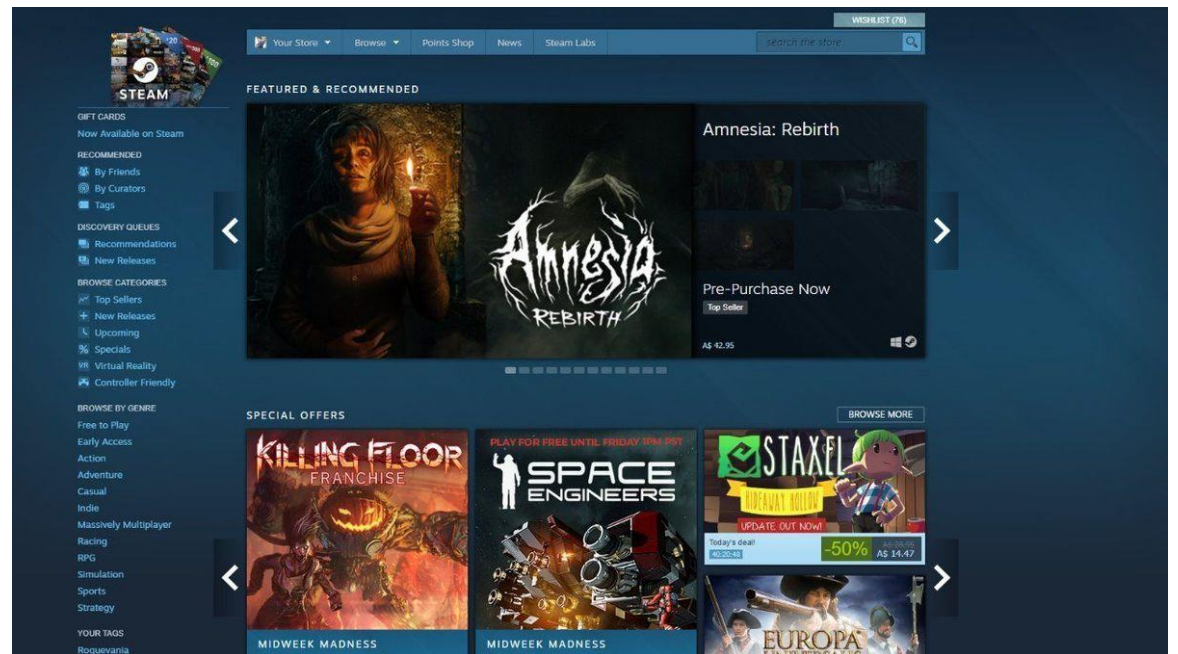 WISHLIST (76)
Your Store
Browse
Points Shop
News
Steam Labs
search the store
$20
$100
STEAM
GIFT CARDS
Now Available on Steam
RECOMMENDED
By Friends
By Curators
Tags
DISCOVERY QUEUES
Recommendations
New Releases
BROWSE CATEGORIES
Top Sellers
New Releases
Upcoming
Specials
VR Virtual Reality
Controller Friendly
BROWSE BY GENRE
Free to Play
Early Access
Action
Adventure
Casual
Indie
Massively Multiplayer
Racing
RPG
Simulation
Sports
Strategy
YOUR TAGS
Roguevania
FEATURED & RECOMMENDED
Amnesia
REBIRTH
Amnesia: Rebirth
Pre-Purchase Now
Top Seller
A$ 42.95
SPECIAL OFFERS
BROWSE MORE
KILLING FLOOR
FRANCHISE
MIDWEEK MADNESS
PLAY FOR FREE UNTIL FRIDAY 1PM PST
SPACE
ENGINEERS
MIDWEEK MADNESS
STAXEL
HIDEAWAY HOLLOW
UPDATE OUT NOW!
Today's deal!
40:20:48
-50%
A$ 28.95
A$ 14.47
EUROPA